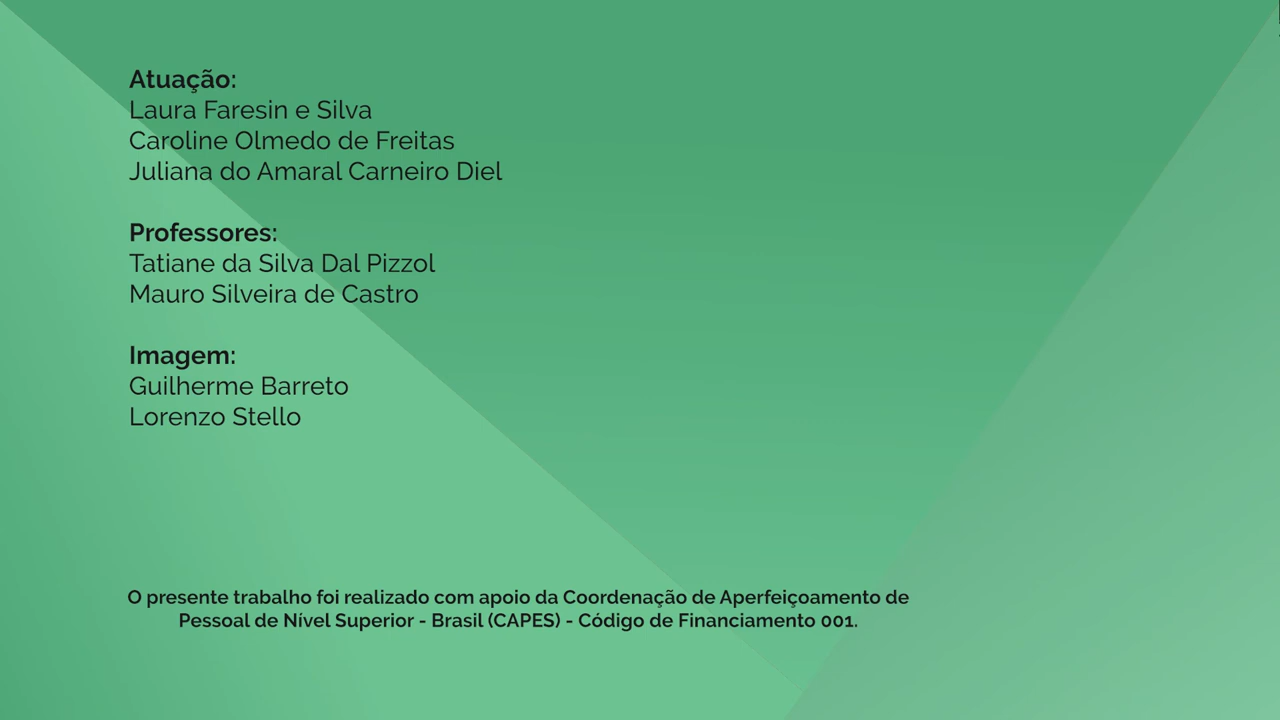 Atuação:
Laura Faresin e Silva
Caroline Olmedo de Freitas
Juliana do Amaral Carneiro Diel
Professores:
Tatiane da Silva Dal Pizzol
Mauro Silveira de Castro
Imagem:
Guilherme Barreto
Lorenzo Stello
O presente trabalho foi realizado com apoio da Coordenação de Aperfeiçoamento de
Pessoal de Nível Superior - Brasil (CAPES) - Código de Financiamento 001.